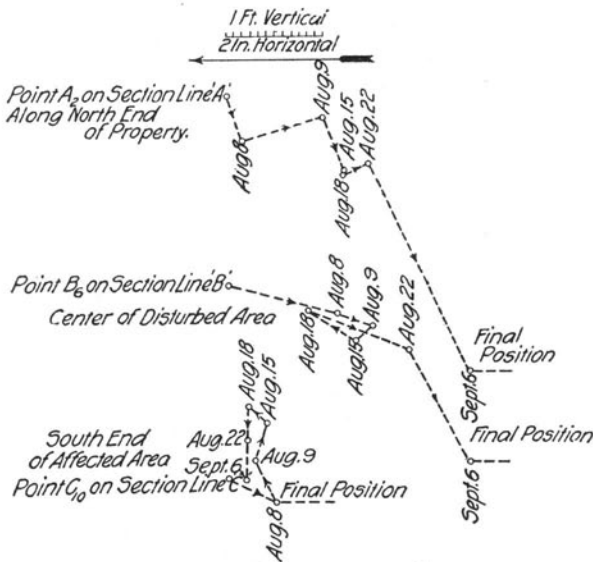 1 Ft. Vertical
2 In. Horizontal
Point A2 on Section Line 'A'
Along North End
of Property.
Aug 8
Aug. 9
Aug. 15
Aug. 18
Aug. 22
Point B6 on Section Line 'B'
Center of Disturbed Area
Aug. 18
Aug. 8
Aug. 15
Aug. 9
Aug. 22
Final
Position
Sept. 6
Final Position
Sept. 6
Aug. 18
Aug. 15
South End
of Affected Area
Aug. 22
Sept. 6
Aug. 9
Point C10 on Section Line 'C'
Final Position
Aug. 8